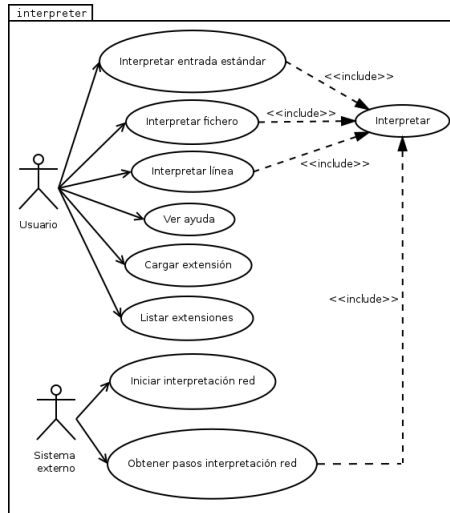 interpreter
Interpretar entrada estándar
<<include>>
Interpretar fichero
<<include>>
Interpretar
Interpretar línea
<<include>>
Usuario
Ver ayuda
Cargar extensión
<<include>>
Listar extensiones
Iniciar interpretación red
Sistema
externo
Obtener pasos interpretación red